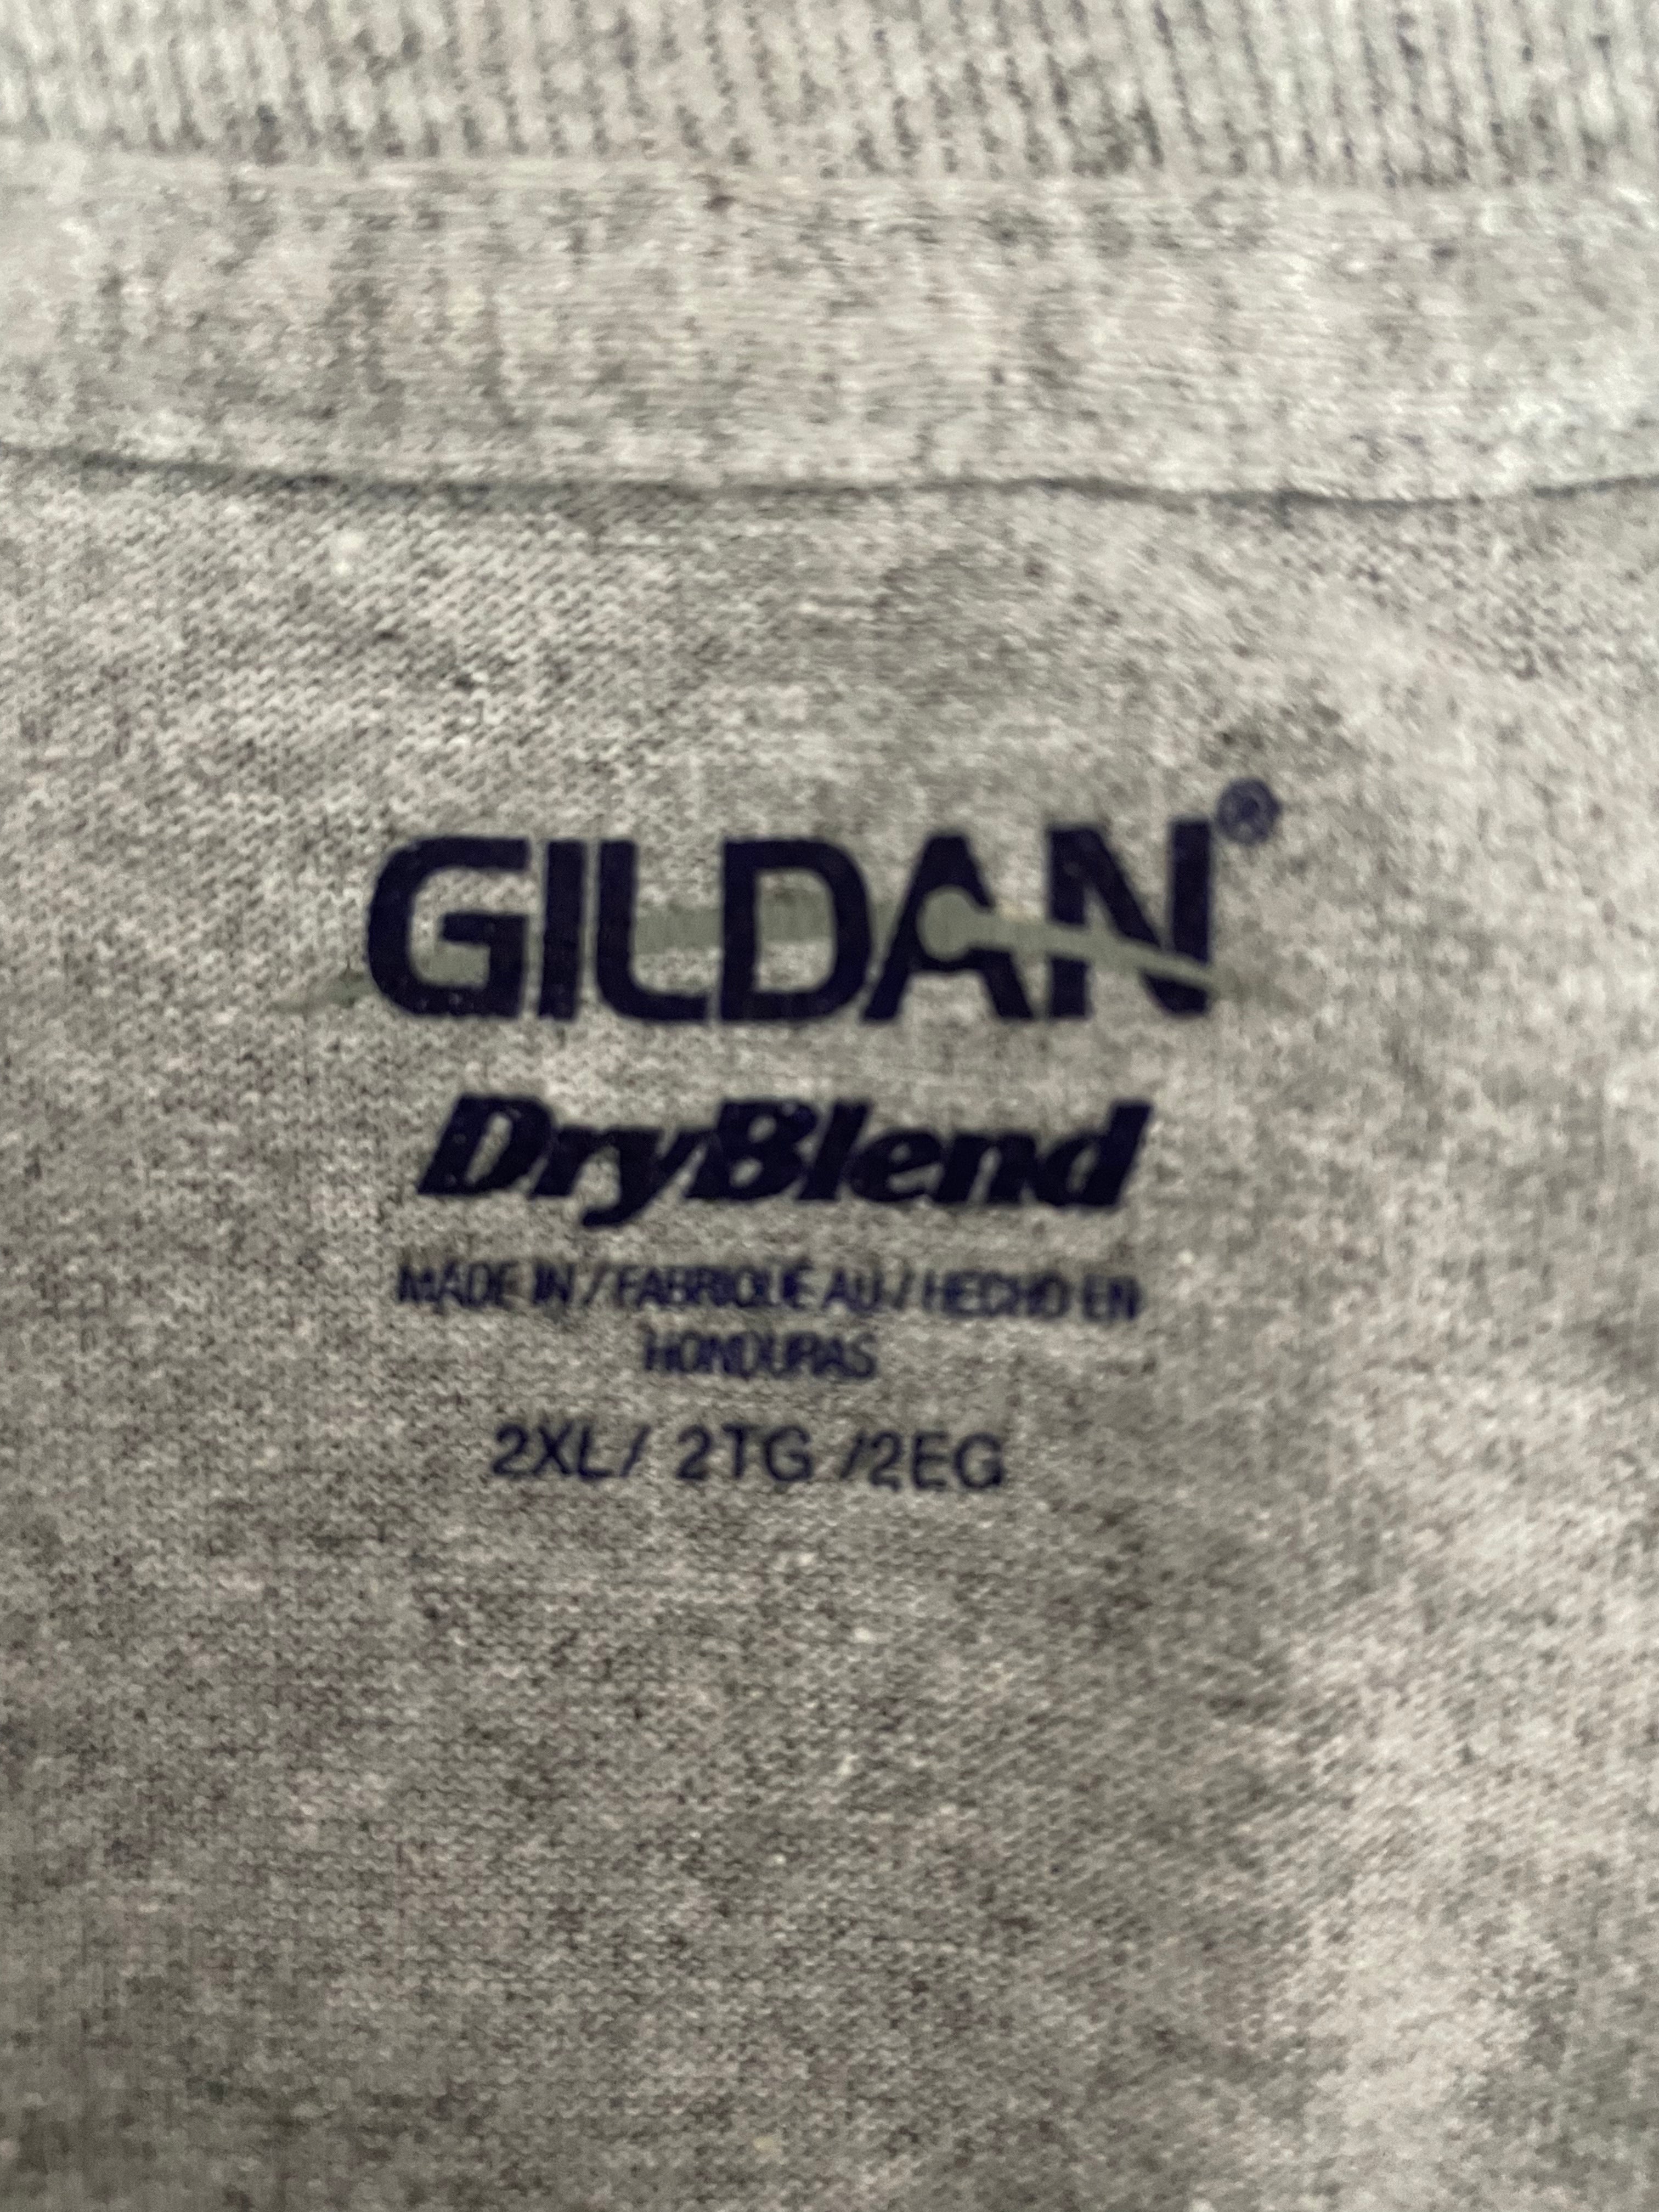 GILDAN®
DryBlend
MADE IN / FABRIQUÉ AU / HECHO EN
HONDURAS
2XL/ 2TG /2EG